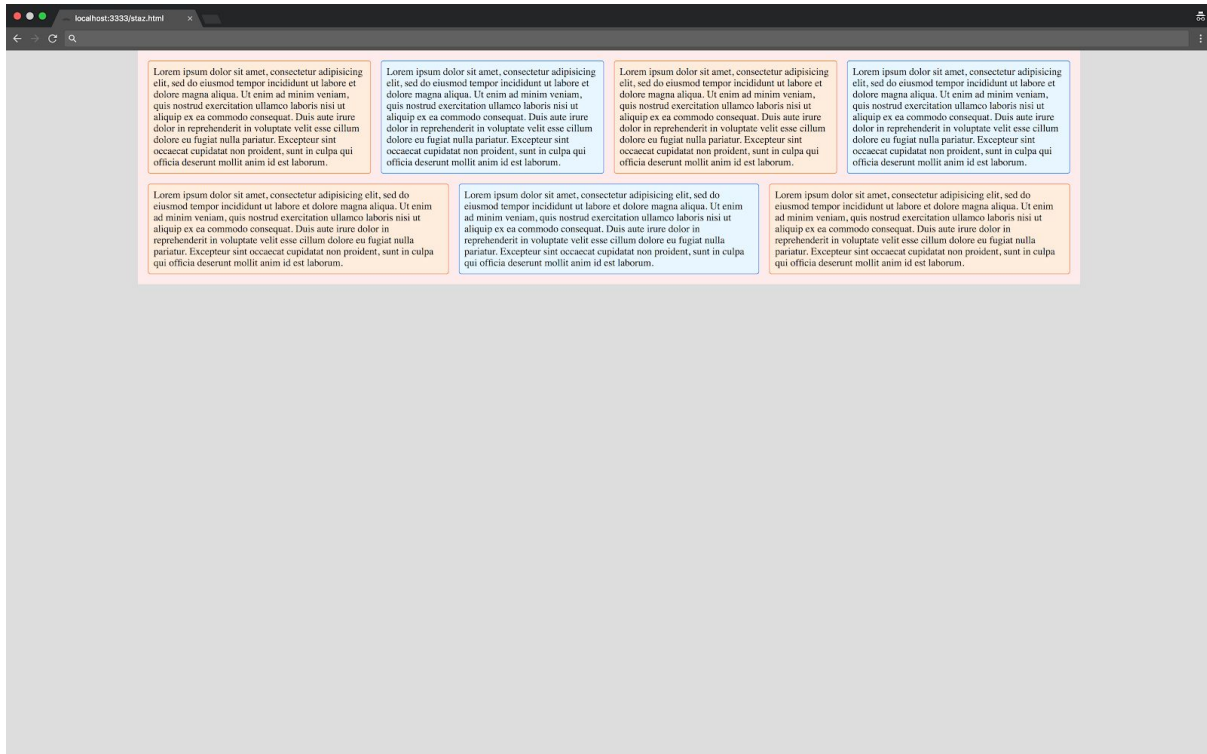 localhost:3333/staz.html
Lorem ipsum dolor sit amet, consectetur adipisicing
elit, sed do eiusmod tempor incididunt ut labore et
dolore magna aliqua. Ut enim ad minim veniam,
quis nostrud exercitation ullamco laboris nisi ut
aliquip ex ea commodo consequat. Duis aute irure
dolor in reprehenderit in voluptate velit esse cillum
dolore eu fugiat nulla pariatur. Excepteur sint
occaecat cupidatat non proident, sunt in culpa qui
officia deserunt mollit anim id est laborum.
Lorem ipsum dolor sit amet, consectetur adipisicing
elit, sed do eiusmod tempor incididunt ut labore et
dolore magna aliqua. Ut enim ad minim veniam,
quis nostrud exercitation ullamco laboris nisi ut
aliquip ex ea commodo consequat. Duis aute irure
dolor in reprehenderit in voluptate velit esse cillum
dolore eu fugiat nulla pariatur. Excepteur sint
occaecat cupidatat non proident, sunt in culpa qui
officia deserunt mollit anim id est laborum.
Lorem ipsum dolor sit amet, consectetur adipisicing
elit, sed do eiusmod tempor incididunt ut labore et
dolore magna aliqua. Ut enim ad minim veniam,
quis nostrud exercitation ullamco laboris nisi ut
aliquip ex ea commodo consequat. Duis aute irure
dolor in reprehenderit in voluptate velit esse cillum
dolore eu fugiat nulla pariatur. Excepteur sint
occaecat cupidatat non proident, sunt in culpa qui
officia deserunt mollit anim id est laborum.
Lorem ipsum dolor sit amet, consectetur adipisicing
elit, sed do eiusmod tempor incididunt ut labore et
dolore magna aliqua. Ut enim ad minim veniam,
quis nostrud exercitation ullamco laboris nisi ut
aliquip ex ea commodo consequat. Duis aute irure
dolor in reprehenderit in voluptate velit esse cillum
dolore eu fugiat nulla pariatur. Excepteur sint
occaecat cupidatat non proident, sunt in culpa qui
officia deserunt mollit anim id est laborum.
Lorem ipsum dolor sit amet, consectetur adipisicing elit, sed do
eiusmod tempor incididunt ut labore et dolore magna aliqua. Ut enim
ad minim veniam, quis nostrud exercitation ullamco laboris nisi ut
aliquip ex ea commodo consequat. Duis aute irure dolor in
reprehenderit in voluptate velit esse cillum dolore eu fugiat nulla
pariatur. Excepteur sint occaecat cupidatat non proident, sunt in culpa
qui officia deserunt mollit anim id est laborum.
Lorem ipsum dolor sit amet, consectetur adipisicing elit, sed do
eiusmod tempor incididunt ut labore et dolore magna aliqua. Ut enim
ad minim veniam, quis nostrud exercitation ullamco laboris nisi ut
aliquip ex ea commodo consequat. Duis aute irure dolor in
reprehenderit in voluptate velit esse cillum dolore eu fugiat nulla
pariatur. Excepteur sint occaecat cupidatat non proident, sunt in culpa
qui officia deserunt mollit anim id est laborum.
Lorem ipsum dolor sit amet, consectetur adipisicing elit, sed do
eiusmod tempor incididunt ut labore et dolore magna aliqua. Ut enim
ad minim veniam, quis nostrud exercitation ullamco laboris nisi ut
aliquip ex ea commodo consequat. Duis aute irure dolor in
reprehenderit in voluptate velit esse cillum dolore eu fugiat nulla
pariatur. Excepteur sint occaecat cupidatat non proident, sunt in culpa
qui officia deserunt mollit anim id est laborum.